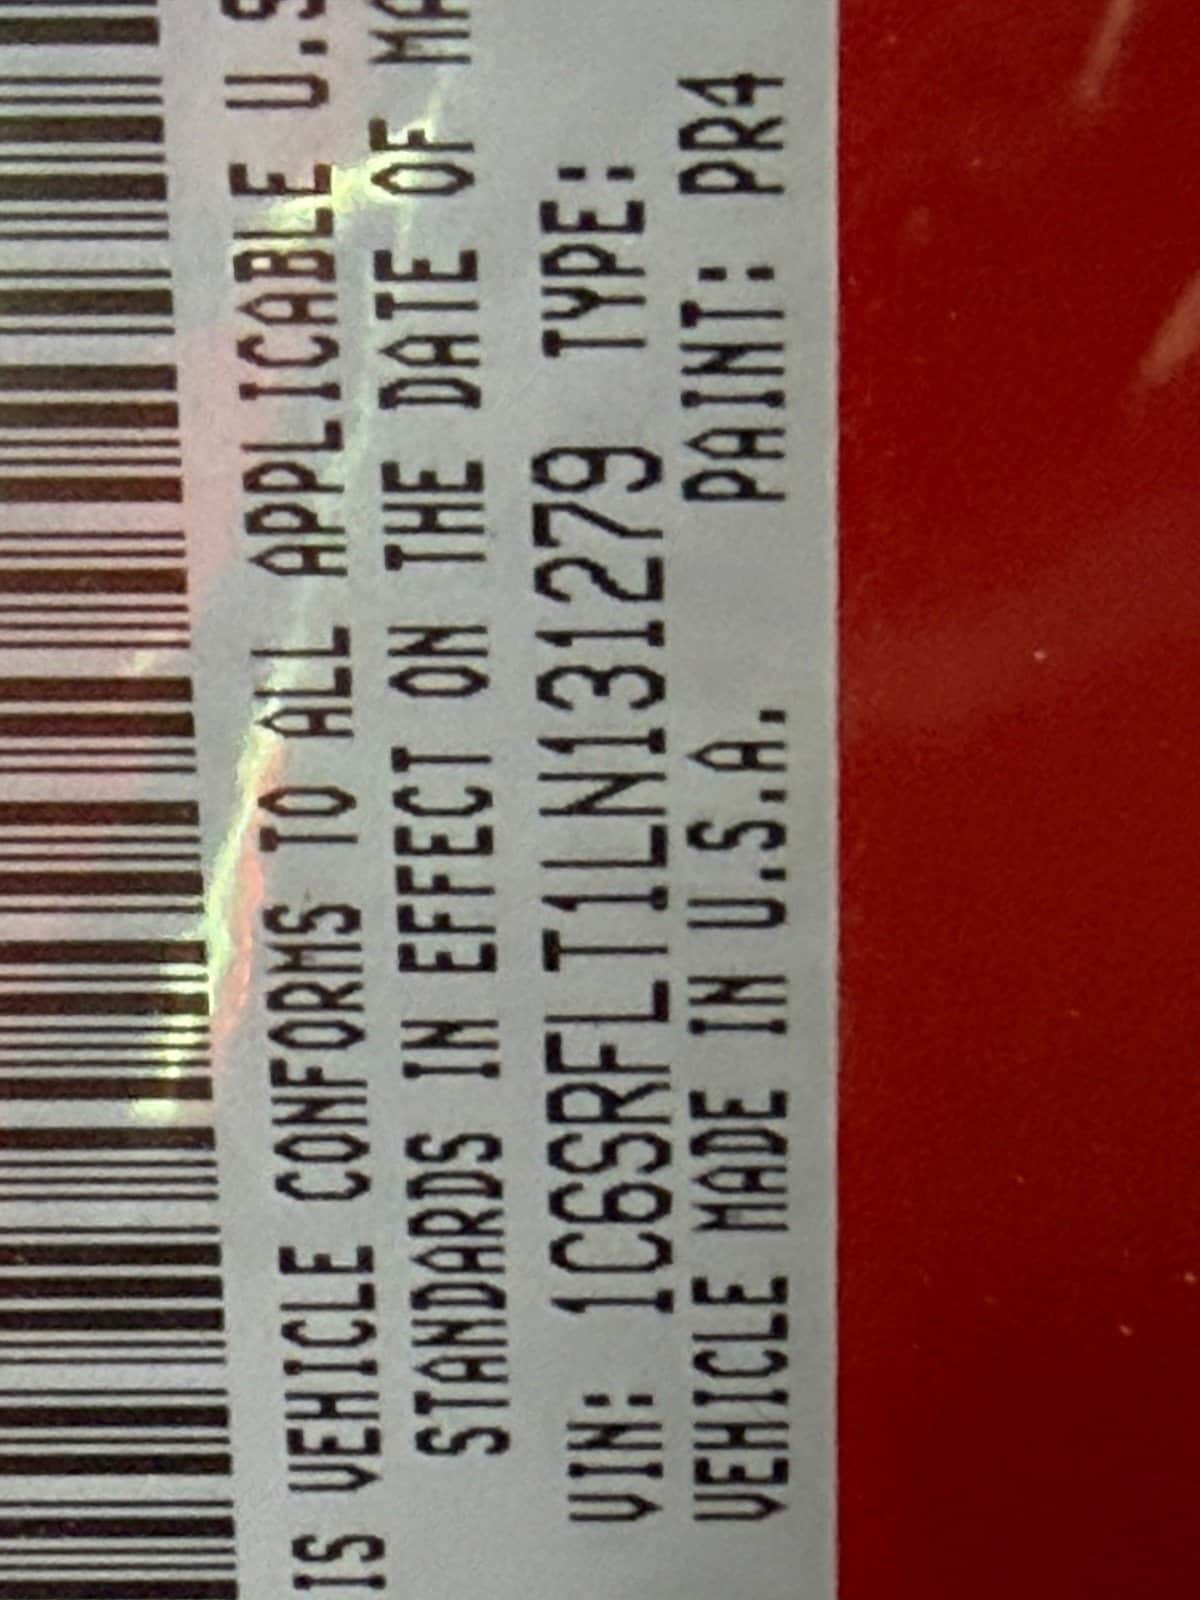 IS VEHICLE CONFORMS TO ALL APPLICABLE U.S
STANDARDS IN EFFECT ON THE DATE OF MA
VIN: 1C6SRFLT1LN131279 TYPE:
VEHICLE MADE IN U.S.A. PAINT: PR4